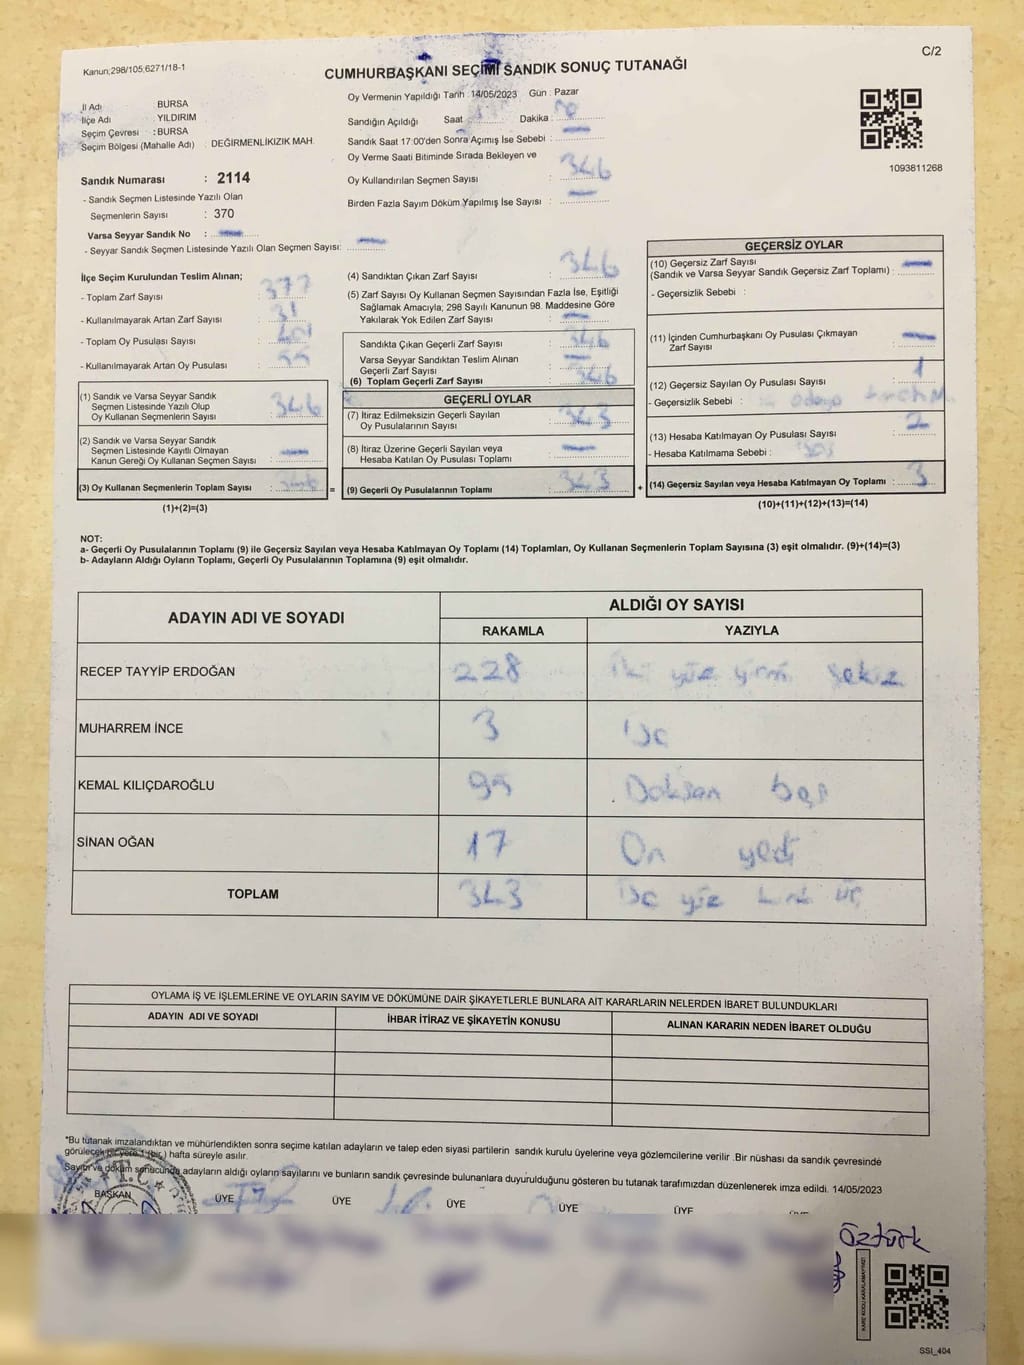 C/2
Kanun;298/105,6271/18-1
CUMHURBAŞKANI SEÇİMİ SANDIK SONUÇ TUTANAĞI
İl Adı BURSA
İlçe Adı YILDIRIM
Seçim Çevresi : BURSA
Seçim Bölgesi (Mahalle Adı) : DEĞİRMENLİKIZIK MAH.
Sandık Numarası : 2114
- Sandık Seçmen Listesinde Yazılı Olan
Seçmenlerin Sayısı : 370
Varsa Seyyar Sandık No :
- Seyyar Sandık Seçmen Listesinde Yazılı Olan Seçmen Sayısı:
Oy Vermenin Yapıldığı Tarih : 14/05/2023 Gün : Pazar
Sandığın Açıldığı Saat Dakika :
Sandık Saat 17:00'den Sonra Açımış İse Sebebi :
Oy Verme Saati Bitiminde Sırada Bekleyen ve
Oy Kullandırılan Seçmen Sayısı : 346
Birden Fazla Sayım Döküm Yapılmış İse Sayısı :
1093811268
İlçe Seçim Kurulundan Teslim Alınan;
- Toplam Zarf Sayısı : 377
- Kullanılmayarak Artan Zarf Sayısı : 31
- Toplam Oy Pusulası Sayısı : 401
- Kullanılmayarak Artan Oy Pusulası : 55
(1) Sandık ve Varsa Seyyar Sandık
Seçmen Listesinde Yazılı Olup
Oy Kullanan Seçmenlerin Sayısı : 346
(2) Sandık ve Varsa Seyyar Sandık
Seçmen Listesinde Kayıtlı Olmayan
Kanun Gereği Oy Kullanan Seçmen Sayısı :
(3) Oy Kullanan Seçmenlerin Toplam Sayısı : 346 =
(1)+(2)=(3)
(4) Sandıktan Çıkan Zarf Sayısı : 346
(5) Zarf Sayısı Oy Kullanan Seçmen Sayısından Fazla İse, Eşitliği
Sağlamak Amacıyla; 298 Sayılı Kanunun 98. Maddesine Göre
Yakılarak Yok Edilen Zarf Sayısı :
Sandıkta Çıkan Geçerli Zarf Sayısı : 346
Varsa Seyyar Sandıktan Teslim Alınan
Geçerli Zarf Sayısı :
(6) Toplam Geçerli Zarf Sayısı : 346
GEÇERLİ OYLAR
(7) İtiraz Edilmeksizin Geçerli Sayılan
Oy Pusulalarının Sayısı : 343
(8) İtiraz Üzerine Geçerli Sayılan veya
Hesaba Katılan Oy Pusulası Toplamı :
(9) Geçerli Oy Pusulalarının Toplamı : 343 +
GEÇERSİZ OYLAR
(10) Geçersiz Zarf Sayısı
(Sandık ve Varsa Seyyar Sandık Geçersiz Zarf Toplamı) :
- Geçersizlik Sebebi :
(11) İçinden Cumhurbaşkanı Oy Pusulası Çıkmayan
Zarf Sayısı :
(12) Geçersiz Sayılan Oy Pusulası Sayısı : 1
- Geçersizlik Sebebi :
(13) Hesaba Katılmayan Oy Pusulası Sayısı : 2
- Hesaba Katılmama Sebebi :
(14) Geçersiz Sayılan veya Hesaba Katılmayan Oy Toplamı : 3
(10)+(11)+(12)+(13)=(14)
NOT:
a- Geçerli Oy Pusulalarının Toplamı (9) ile Geçersiz Sayılan veya Hesaba Katılmayan Oy Toplamı (14) Toplamları, Oy Kullanan Seçmenlerin Toplam Sayısına (3) eşit olmalıdır. (9)+(14)=(3)
b- Adayların Aldığı Oyların Toplamı, Geçerli Oy Pusulalarının Toplamına (9) eşit olmalıdır.
ADAYIN ADI VE SOYADI ALDIĞI OY SAYISI
RAKAMLA YAZIYLA
RECEP TAYYİP ERDOĞAN 228 iki yüz yirmi sekiz
MUHARREM İNCE 3 üç
KEMAL KILIÇDAROĞLU 95 Doksan beş
SİNAN OĞAN 17 On yedi
TOPLAM 343 üç yüz kırk üç
OYLAMA İŞ VE İŞLEMLERİNE VE OYLARIN SAYIM VE DÖKÜMÜNE DAİR ŞİKAYETLERLE BUNLARA AİT KARARLARIN NELERDEN İBARET BULUNDUKLARI
ADAYIN ADI VE SOYADI İHBAR İTİRAZ VE ŞİKAYETİN KONUSU ALINAN KARARIN NEDEN İBARET OLDUĞU
*Bu tutanak imzalandıktan ve mühürlendikten sonra seçime katılan adayların ve talep eden siyasi partilerin sandık kurulu üyelerine veya gözlemcilerine verilir .Bir nüshası da sandık çevresinde
görülecek bir yere 1 (bir ) hafta süreyle asılır.
Sayım ve döküm sonucunda adayların aldığı oyların sayılarını ve bunların sandık çevresinde bulunanlara duyurulduğunu gösteren bu tutanak tarafımızdan düzenlenerek imza edildi. 14/05/2023
T.C.
BAŞKAN ÜYE ÜYE ÜYE ÜYE ÜYE
Öztürk
KARE KODU KARALAMAYINIZ!
SSI_404